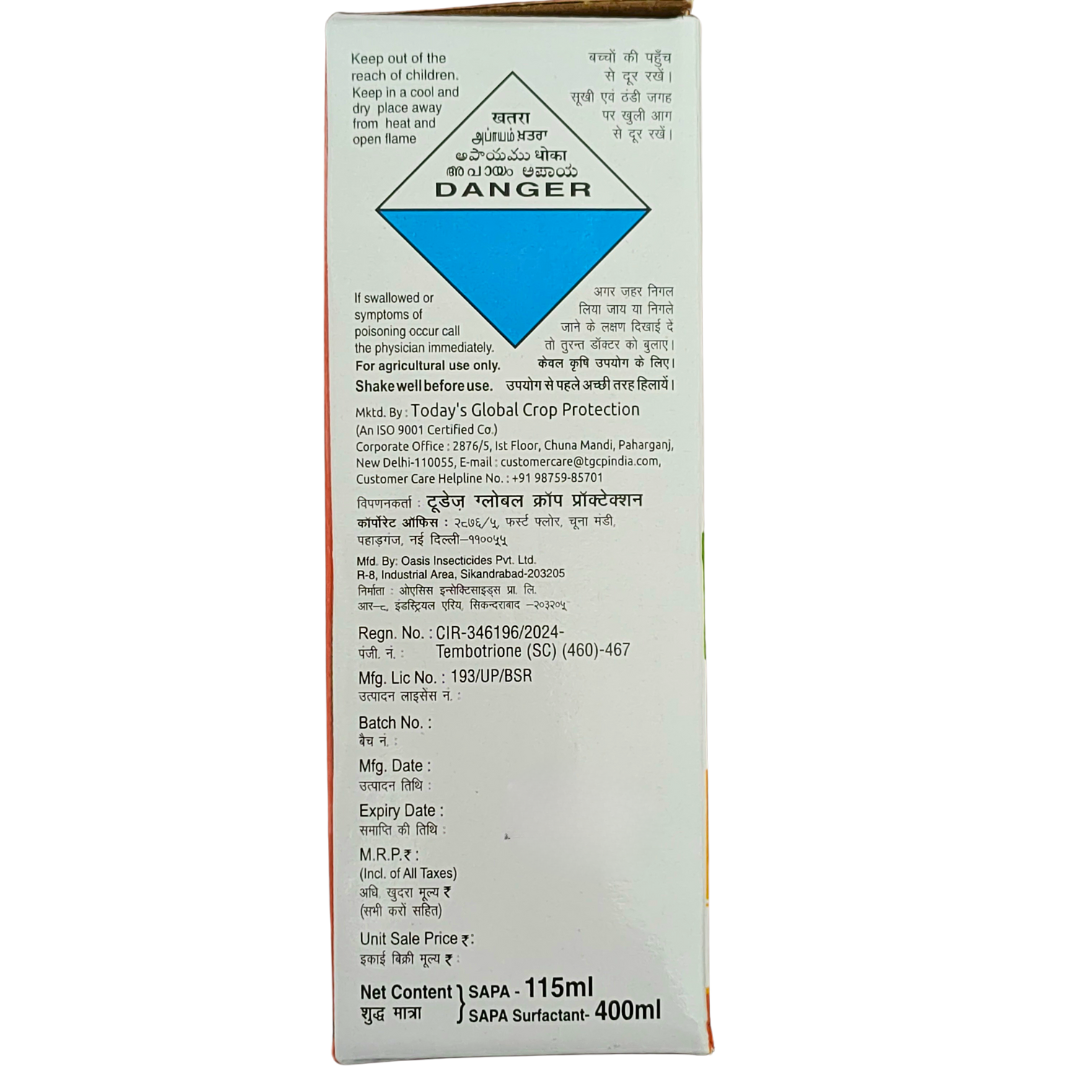 Keep out of the
reach of children.
Keep in a cool and
dry place away
from heat and
open flame
बच्चों की पहुँच
से दूर रखें।
सूखी एवं ठंडी जगह
पर खुली आग
से दूर रखें।
खतरा
அபாயம் ਖ਼ਤਰਾ
అపాయము धोका
അപായം ಅಪಾಯ
DANGER
If swallowed or
symptoms of
poisoning occur call
the physician immediately.
For agricultural use only.
Shake well before use.
अगर ज़हर निगल
लिया जाय या निगले
जाने के लक्षण दिखाई दें
तो तुरन्त डॉक्टर को बुलाएं।
केवल कृषि उपयोग के लिए।
उपयोग से पहले अच्छी तरह हिलायें।
Mktd. By : Today's Global Crop Protection
(An ISO 9001 Certified Co.)
Corporate Office : 2876/5, Ist Floor, Chuna Mandi, Paharganj,
New Delhi-110055, E-mail : customercare@tgcpindia.com,
Customer Care Helpline No. : +91 98759-85701
विपणनकर्ता : टूडेज़ ग्लोबल क्रॉप प्रॉक्टेक्शन
कॉर्पोरेट ऑफिस : २८७६/५, फर्स्ट फ्लोर, चूना मंडी,
पहाड़गंज, नई दिल्ली–११००५५
Mfd. By: Oasis Insecticides Pvt. Ltd.
R-8, Industrial Area, Sikandrabad-203205
निर्माता : ओएसिस इन्सेक्टिसाइड्स प्रा. लि.
आर–८, इंडस्ट्रियल एरिय, सिकन्दराबाद –२०३२०५
Regn. No. : CIR-346196/2024-
पंजी. नं. : Tembotrione (SC) (460)-467
Mfg. Lic No. : 193/UP/BSR
उत्पादन लाइसेंस नं. :
Batch No. :
बैच नं. :
Mfg. Date :
उत्पादन तिथि :
Expiry Date :
समाप्ति की तिथि :
M.R.P.₹ :
(Incl. of All Taxes)
अधि. खुदरा मूल्य ₹
(सभी करों सहित)
Unit Sale Price ₹ :
इकाई बिक्री मूल्य ₹ :
Net Content } SAPA - 115ml
शुद्ध मात्रा SAPA Surfactant- 400ml